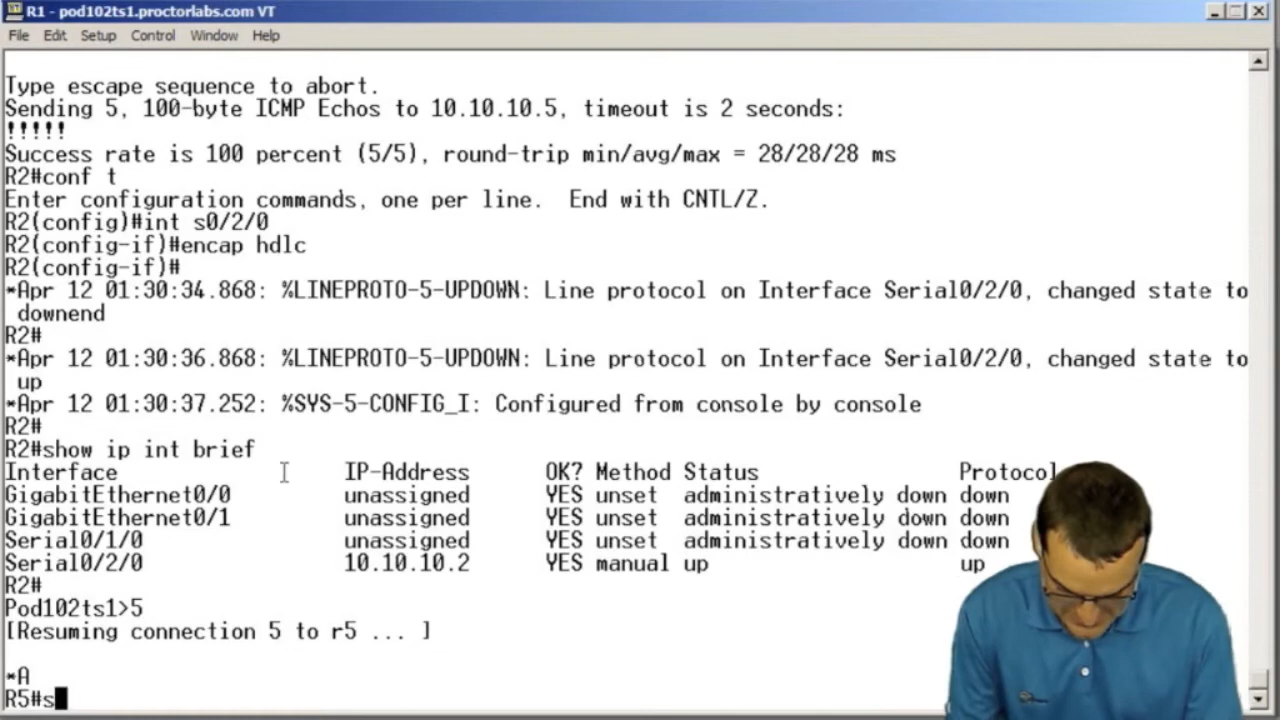 R1 - pod102ts1.proctorlabs.com VT
File Edit Setup Control Window Help
Type escape sequence to abort.
Sending 5, 100-byte ICMP Echos to 10.10.10.5, timeout is 2 seconds:
!!!!!
Success rate is 100 percent (5/5), round-trip min/avg/max = 28/28/28 ms
R2#conf t
Enter configuration commands, one per line.  End with CNTL/Z.
R2(config)#int s0/2/0
R2(config-if)#encap hdlc
R2(config-if)#
*Apr 12 01:30:34.868: %LINEPROTO-5-UPDOWN: Line protocol on Interface Serial0/2/0, changed state to
downend
R2#
*Apr 12 01:30:36.868: %LINEPROTO-5-UPDOWN: Line protocol on Interface Serial0/2/0, changed state to
up
*Apr 12 01:30:37.252: %SYS-5-CONFIG_I: Configured from console by console
R2#
R2#show ip int brief
Interface IP-Address OK? Method Status Protocol
GigabitEthernet0/0 unassigned YES unset administratively down down
GigabitEthernet0/1 unassigned YES unset administratively down down
Serial0/1/0 unassigned YES unset administratively down down
Serial0/2/0 10.10.10.2 YES manual up up
R2#
Pod102ts1>5
[Resuming connection 5 to r5 ... ]
*A
R5#s